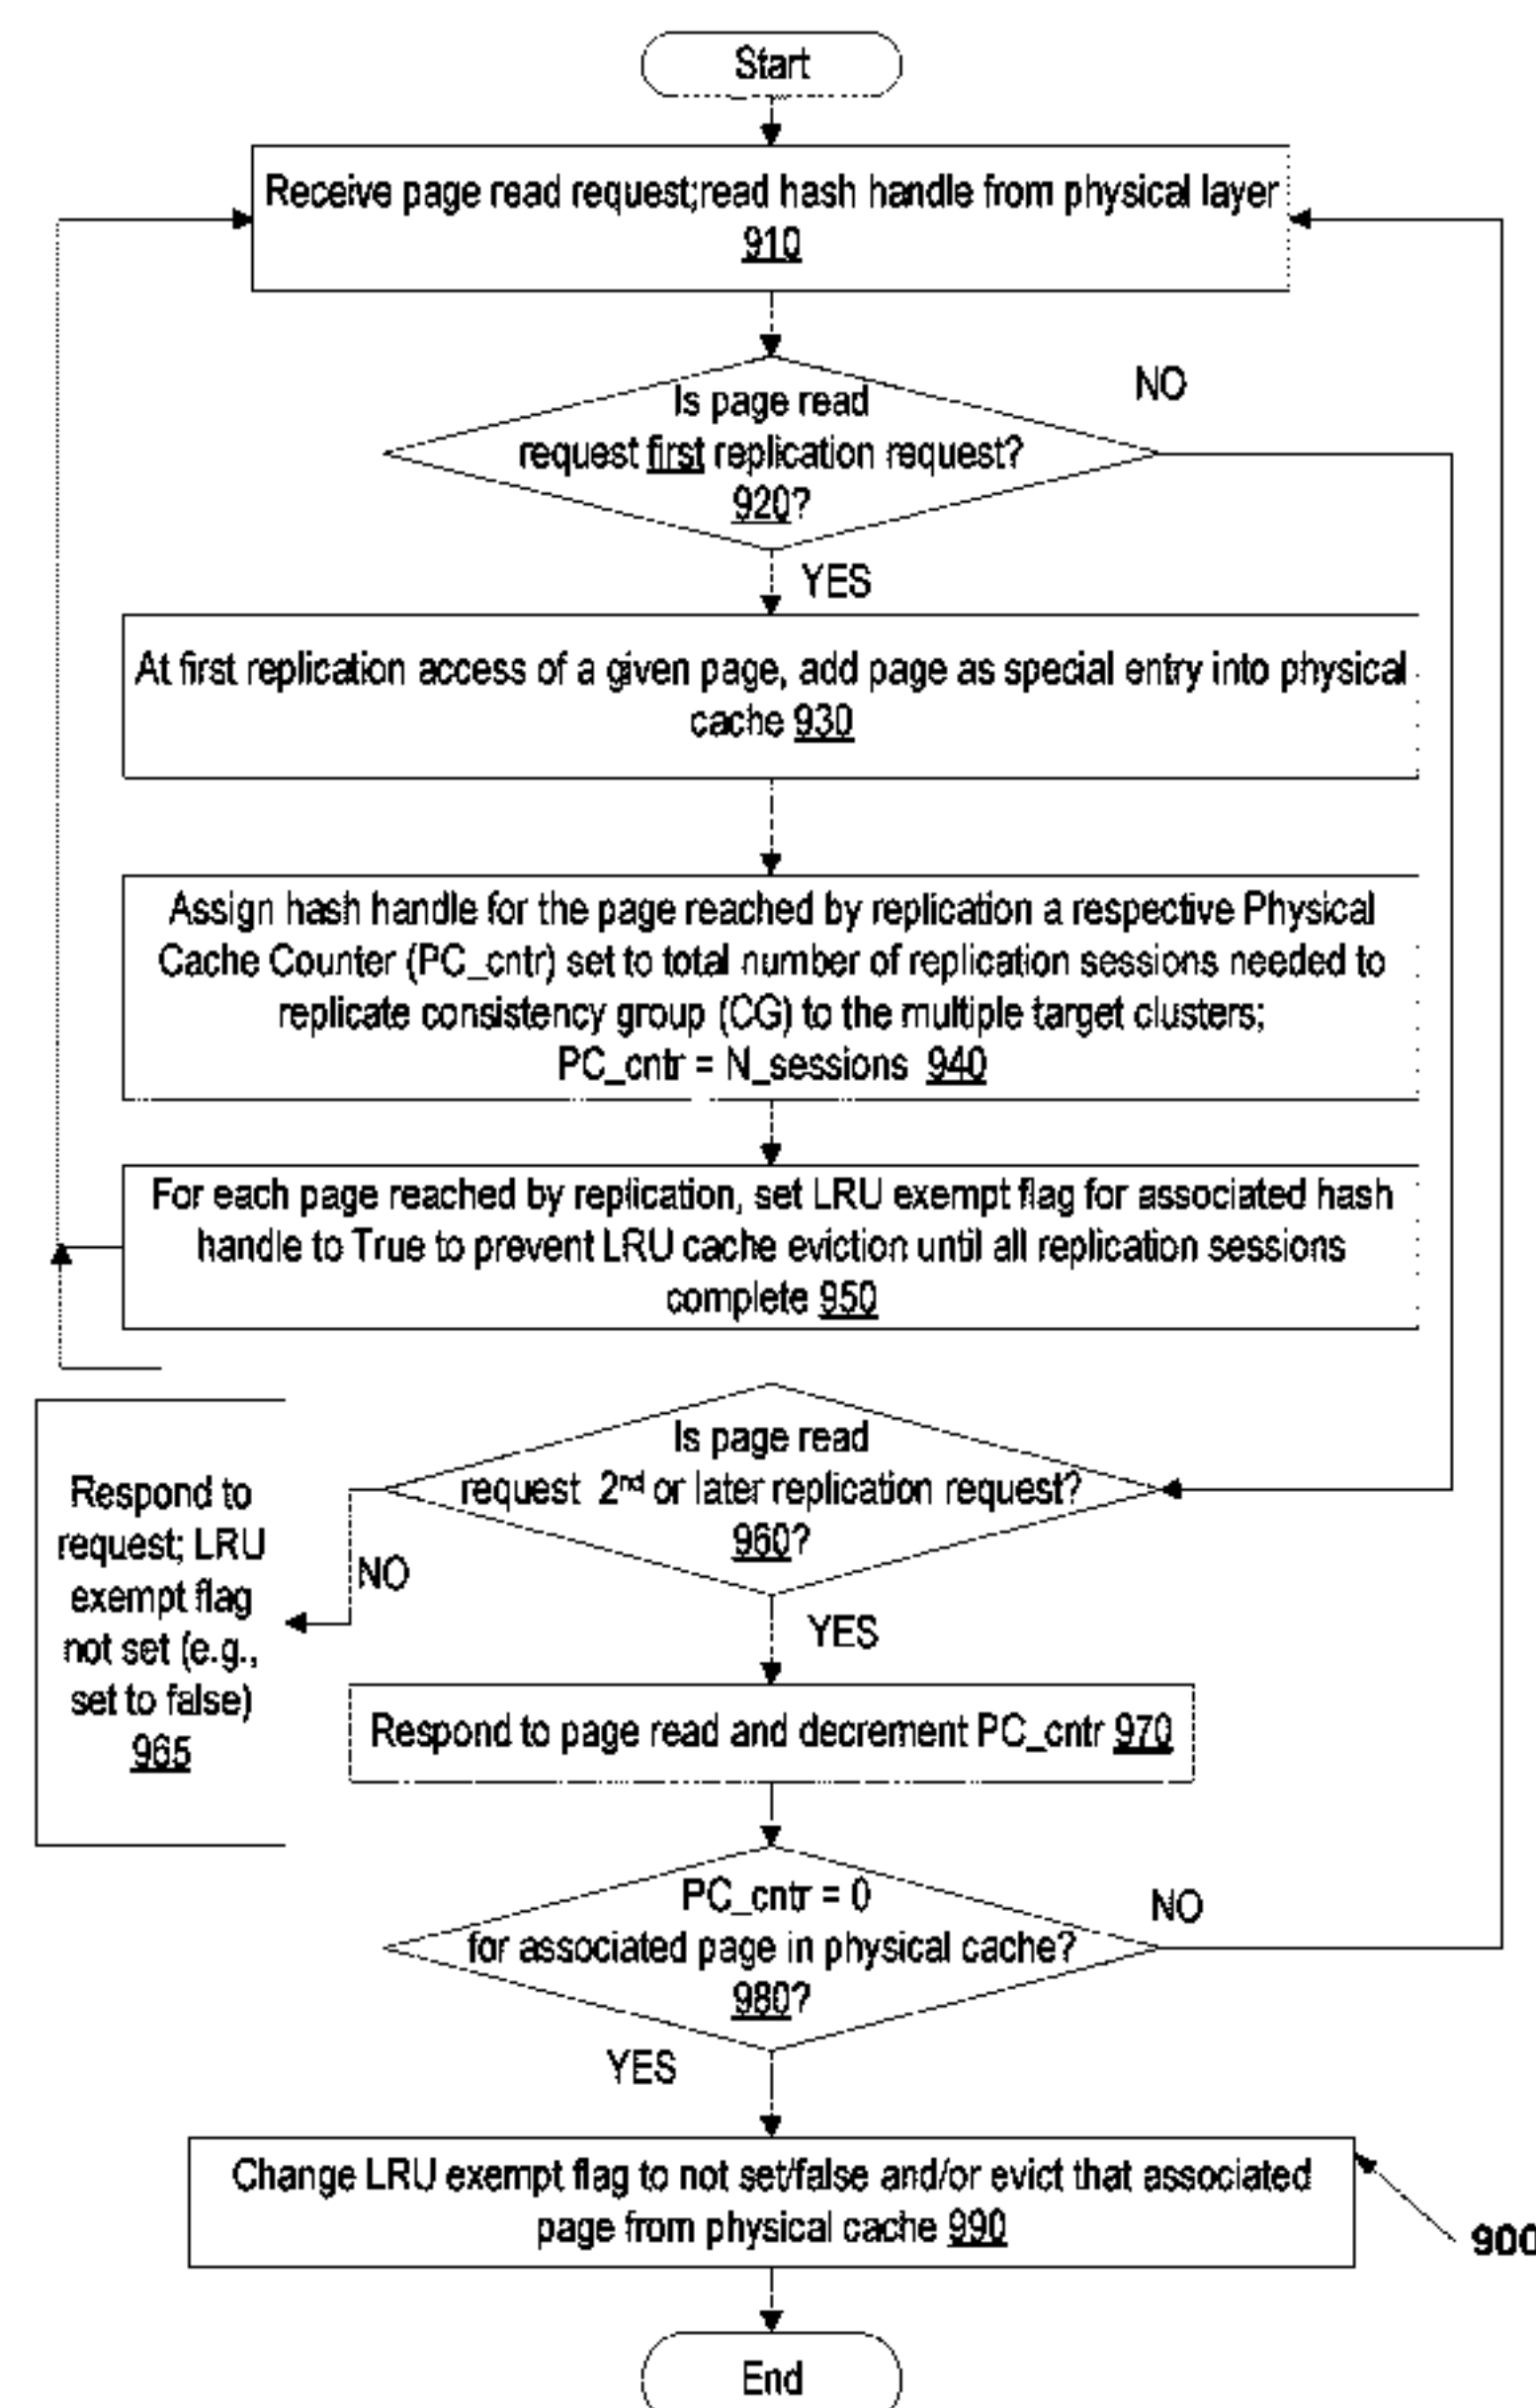 Start
Receive page read request;read hash handle from physical layer
910
Is page read
request first replication request?
920?
NO
YES
At first replication access of a given page, add page as special entry into physical
cache 930
Assign hash handle for the page reached by replication a respective Physical
Cache Counter (PC_cntr) set to total number of replication sessions needed to
replicate consistency group (CG) to the multiple target clusters;
PC_cntr = N_sessions 940
For each page reached by replication, set LRU exempt flag for associated hash
handle to True to prevent LRU cache eviction until all replication sessions
complete 950
Is page read
request 2nd or later replication request?
960?
NO
Respond to
request; LRU
exempt flag
not set (e.g.,
set to false)
965
YES
Respond to page read and decrement PC_cntr 970
PC_cntr = 0
for associated page in physical cache?
980?
NO
YES
Change LRU exempt flag to not set/false and/or evict that associated
page from physical cache 990
900
End